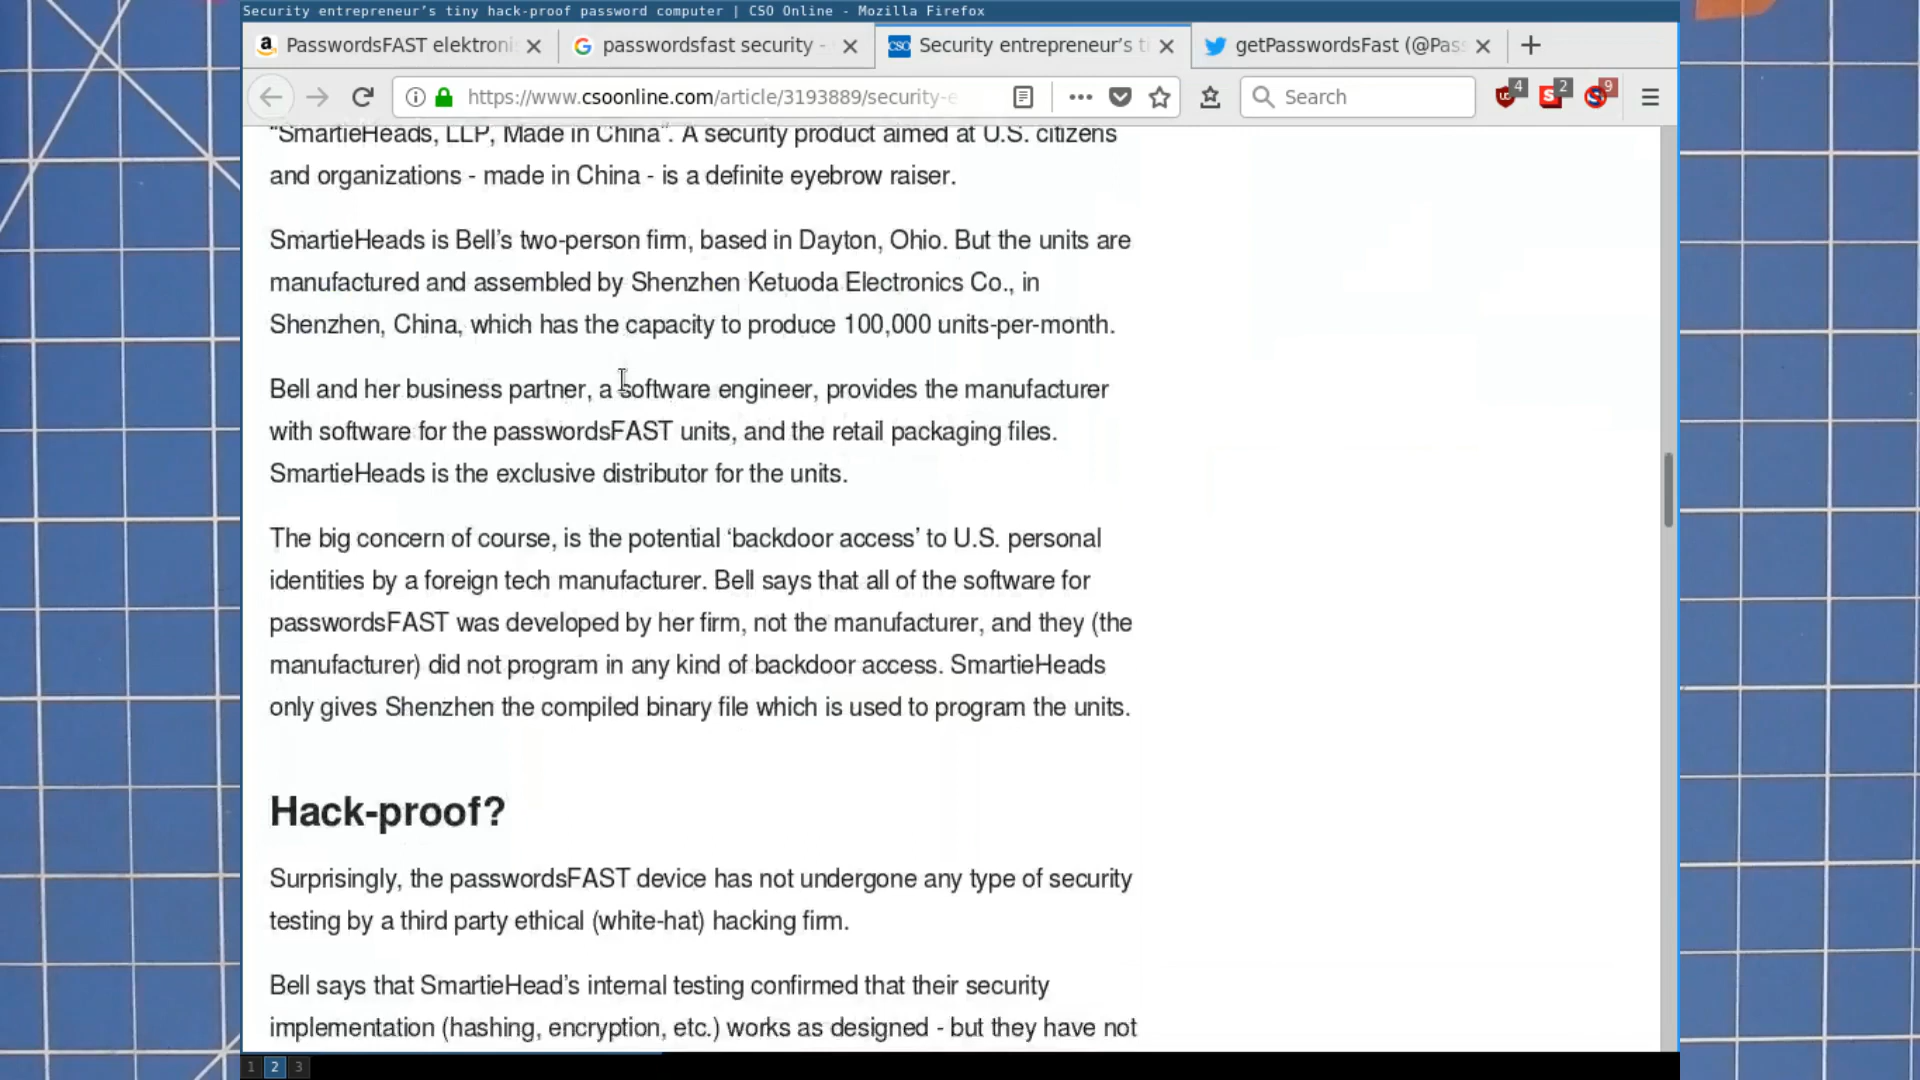 Security entrepreneur's tiny hack-proof password computer | CSO Online - Mozilla Firefox
PasswordsFAST elektroni
passwordsfast security -
CSO
Security entrepreneur's ti
getPasswordsFast (@Pas
https://www.csoonline.com/article/3193889/security-e
Search
4
2
9
“SmartieHeads, LLP, Made in China”. A security product aimed at U.S. citizens
and organizations - made in China - is a definite eyebrow raiser.
SmartieHeads is Bell’s two-person firm, based in Dayton, Ohio. But the units are
manufactured and assembled by Shenzhen Ketuoda Electronics Co., in
Shenzhen, China, which has the capacity to produce 100,000 units-per-month.
Bell and her business partner, a software engineer, provides the manufacturer
with software for the passwordsFAST units, and the retail packaging files.
SmartieHeads is the exclusive distributor for the units.
The big concern of course, is the potential ‘backdoor access’ to U.S. personal
identities by a foreign tech manufacturer. Bell says that all of the software for
passwordsFAST was developed by her firm, not the manufacturer, and they (the
manufacturer) did not program in any kind of backdoor access. SmartieHeads
only gives Shenzhen the compiled binary file which is used to program the units.
Hack-proof?
Surprisingly, the passwordsFAST device has not undergone any type of security
testing by a third party ethical (white-hat) hacking firm.
Bell says that SmartieHead’s internal testing confirmed that their security
implementation (hashing, encryption, etc.) works as designed - but they have not
1 2 3